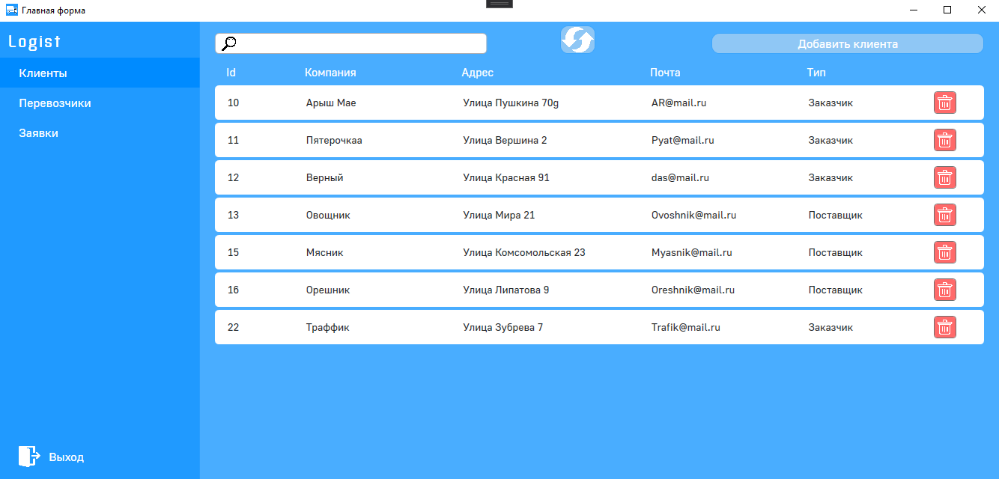 Главная форма
Logist
Клиенты
Перевозчики
Заявки
Выход
Добавить клиента
Id Компания Адрес Почта Тип
10 Арыш Мае Улица Пушкина 70g AR@mail.ru Заказчик
11 Пятерочкаа Улица Вершина 2 Pyat@mail.ru Заказчик
12 Верный Улица Красная 91 das@mail.ru Заказчик
13 Овощник Улица Мира 21 Ovoshnik@mail.ru Поставщик
15 Мясник Улица Комсомольская 23 Myasnik@mail.ru Поставщик
16 Орешник Улица Липатова 9 Oreshnik@mail.ru Поставщик
22 Траффик Улица Зубрева 7 Trafik@mail.ru Заказчик